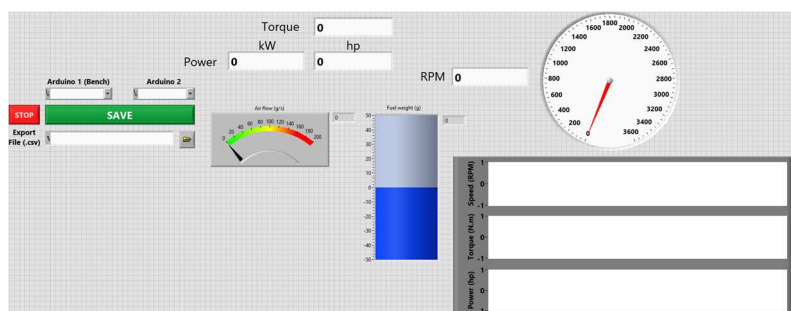 Torque 0
kW hp
Power 0 0
RPM 0
Arduino 1 (Bench) Arduino 2
STOP SAVE
Export
File (.csv)
Air flow (g/s)
0 20 40 60 80 100 120 140 160 180 200
0
Fuel weight (g)
0
50
40
30
20
10
0
-10
-20
-30
-40
-50
0 200 400 600 800 1000 1200 1400 1600 1800 2000 2200 2400 2600 2800 3000 3200 3400 3600
Speed (RPM)
1
0
-1
Torque (N.m)
1
0
-1
Power (hp)
1
0
-1